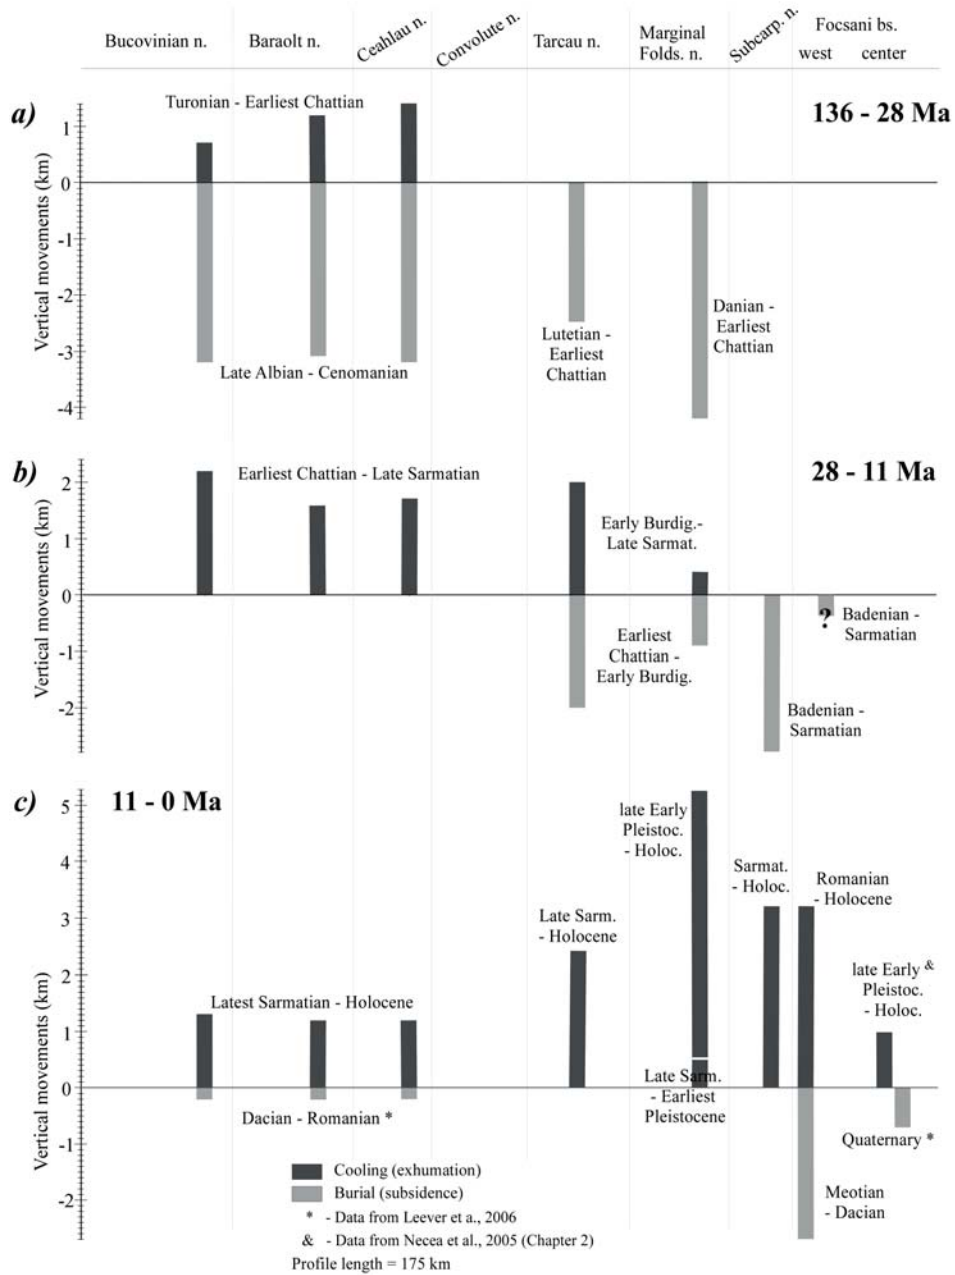 Bucovinian n. Baraolt n. Ceahlau n. Convolute n. Tarcau n. Marginal Folds. n. Subcarp. n. Focsani bs.
west center
a)
136 - 28 Ma
Turonian - Earliest Chattian
Vertical movements (km)
1
0
-1
-2
-3
-4
Late Albian - Cenomanian
Lutetian -
Earliest
Chattian
Danian -
Earliest
Chattian
b)
28 - 11 Ma
Earliest Chattian - Late Sarmatian
Vertical movements (km)
2
1
0
-1
-2
Early Burdig.-
Late Sarmat.
Earliest
Chattian -
Early Burdig.
?
Badenian -
Sarmatian
Badenian -
Sarmatian
c)
11 - 0 Ma
Vertical movements (km)
5
4
3
2
1
0
-1
-2
Latest Sarmatian - Holocene
Dacian - Romanian *
Late Sarm.
- Holocene
late Early
Pleistoc.
- Holoc.
Late Sarm.
- Earliest
Pleistocene
Sarmat.
- Holoc.
Romanian
- Holocene
late Early &
Pleistoc.
- Holoc.
Quaternary *
Meotian
- Dacian
Cooling (exhumation)
Burial (subsidence)
* - Data from Leever et a., 2006
& - Data from Necea et al., 2005 (Chapter 2)
Profile length = 175 km